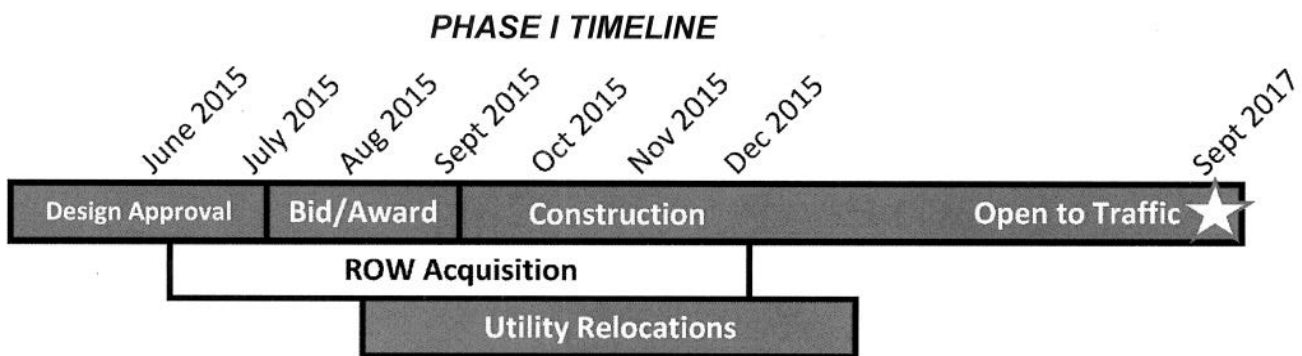 PHASE I TIMELINE
June 2015
July 2015
Aug 2015
Sept 2015
Oct 2015
Nov 2015
Dec 2015
Sept 2017
Design Approval
Bid/Award
Construction
Open to Traffic
ROW Acquisition
Utility Relocations